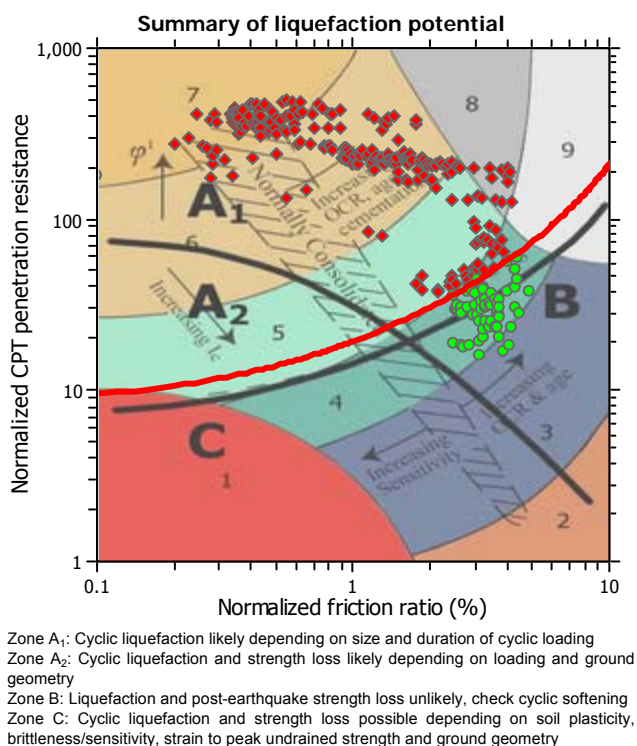 Summary of liquefaction potential
1,000
7
8
9
φ'
A1
Normally Consolidated
Increasing
OCR, age
cementation
100
6
A2
Increasing Ic
5
B
10
4
Increasing
OCR & age
C
3
Increasing
Sensitivity
1
2
1
0.1
1
10
Normalized CPT penetration resistance
Normalized friction ratio (%)
Zone A1: Cyclic liquefaction likely depending on size and duration of cyclic loading
Zone A2: Cyclic liquefaction and strength loss likely depending on loading and ground
geometry
Zone B: Liquefaction and post-earthquake strength loss unlikely, check cyclic softening
Zone C: Cyclic liquefaction and strength loss possible depending on soil plasticity,
brittleness/sensitivity, strain to peak undrained strength and ground geometry